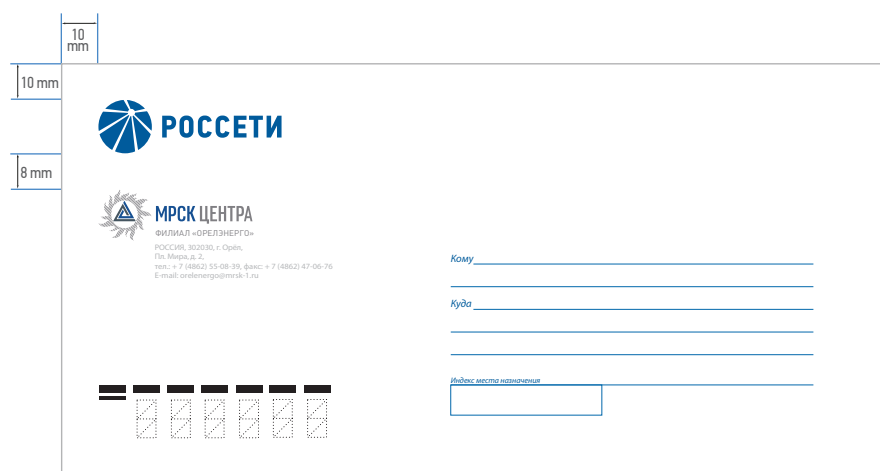 10
mm
10 mm
8 mm
РОССЕТИ
МРСК ЦЕНТРА
ФИЛИАЛ «ОРЕЛЭНЕРГО»
РОССИЯ, 302030, г. Орёл,
Пл. Мира, д. 2,
тел.: + 7 (4862) 55-08-39, факс: + 7 (4862) 47-06-76
E-mail: orelenergo@mrsk-1.ru
Кому
Куда
Индекс места назначения